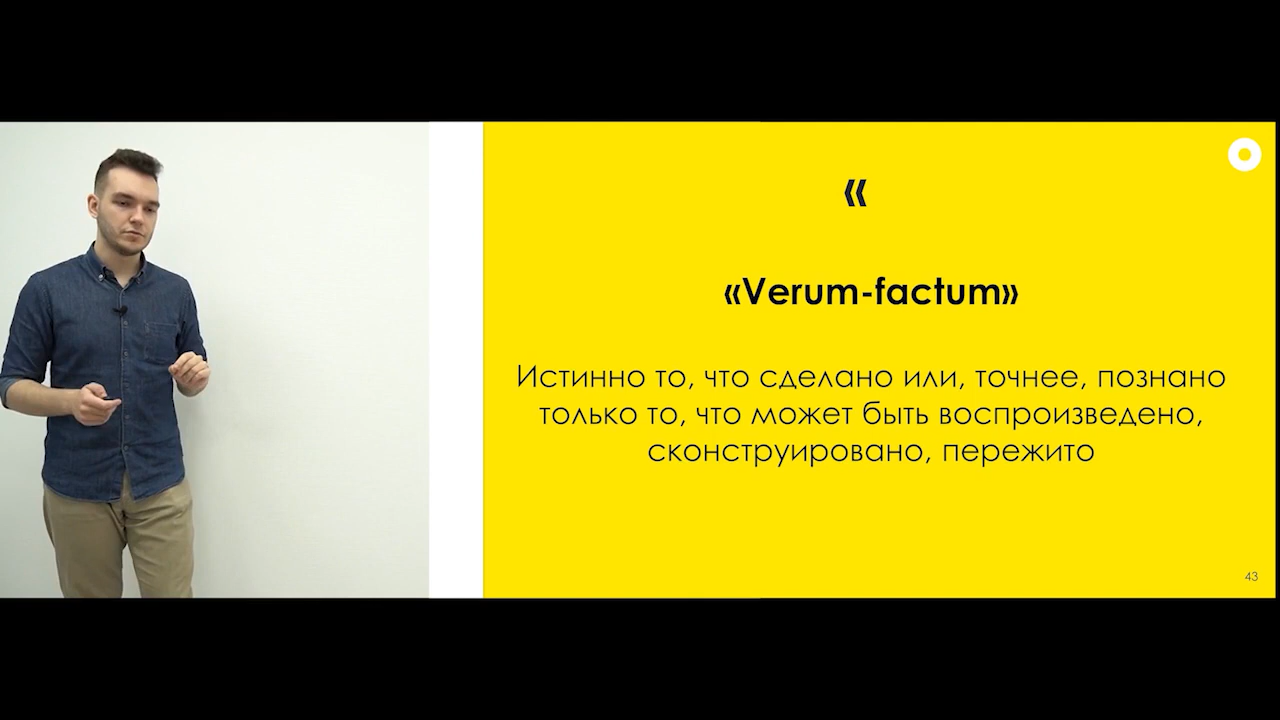 «
«Verum-factum»
Истинно то, что сделано или, точнее, познано
только то, что может быть воспроизведено,
сконструировано, пережито
43